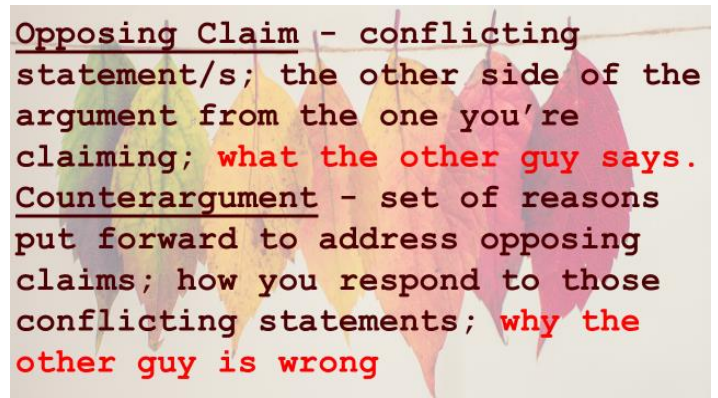 Opposing Claim - conflicting
statement/s; the other side of the
argument from the one you're
claiming; what the other guy says.
Counterargument - set of reasons
put forward to address opposing
claims; how you respond to those
conflicting statements; why the
other guy is wrong